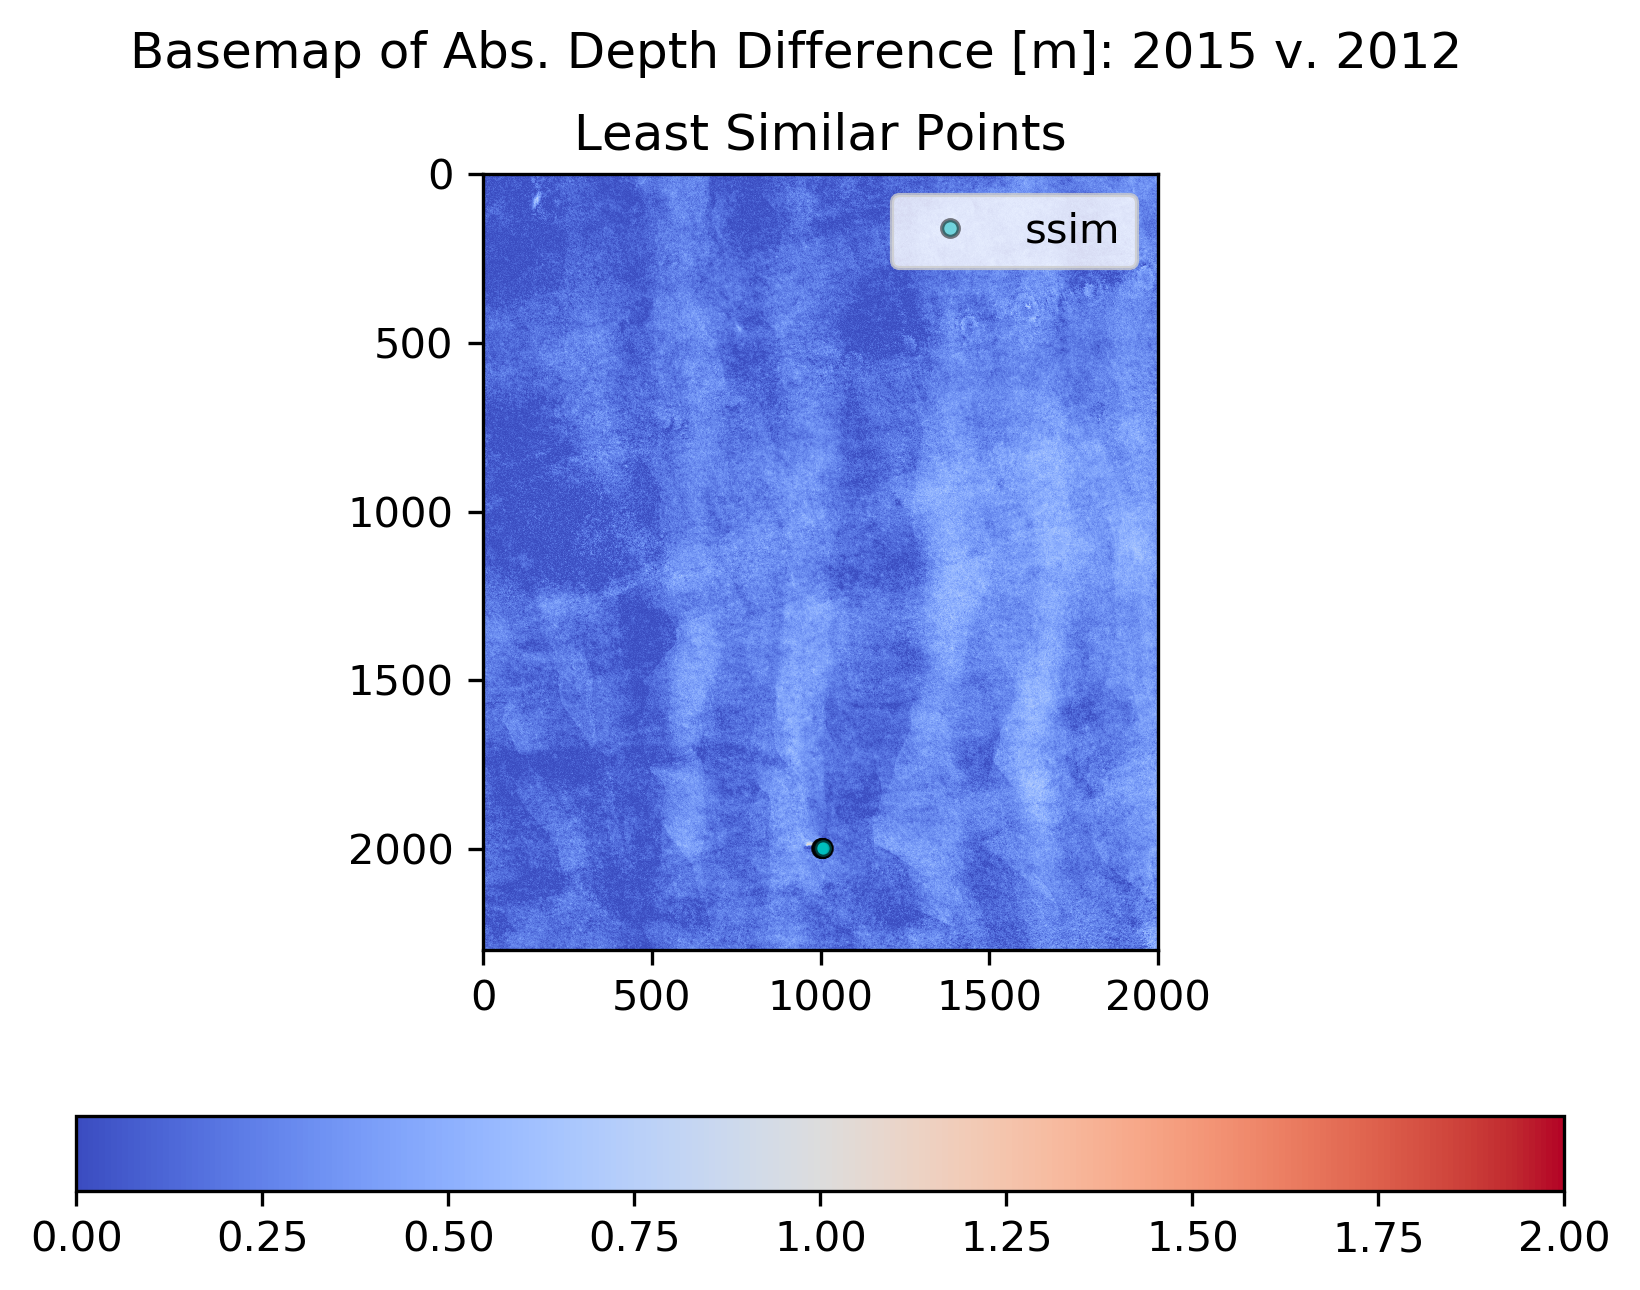 Basemap of Abs. Depth Difference [m]: 2015 v. 2012
Least Similar Points
ssim
0
500
1000
1500
2000
0 500 1000 1500 2000
0.00 0.25 0.50 0.75 1.00 1.25 1.50 1.75 2.00